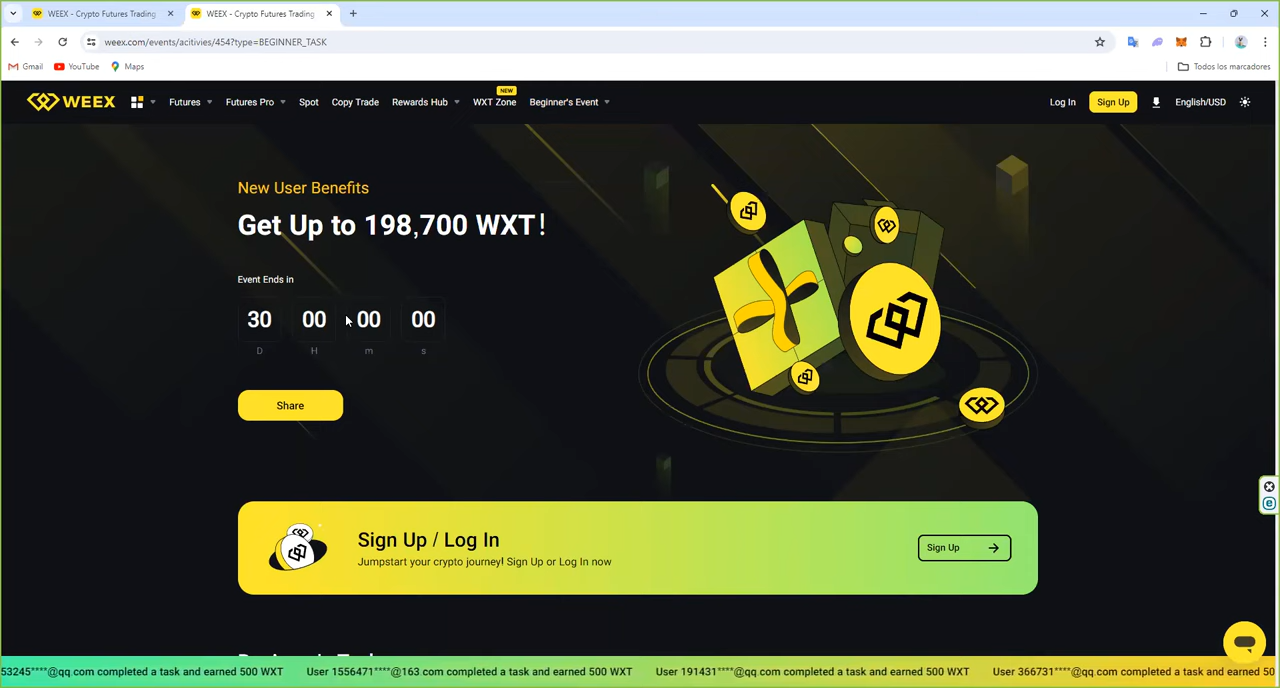 WEEX - Crypto Futures Trading
WEEX - Crypto Futures Trading
weex.com/events/acitivies/454?type=BEGINNER_TASK
Gmail
YouTube
Maps
Todos los marcadores
WEEX
Futures
Futures Pro
Spot
Copy Trade
Rewards Hub
NEW
WXT Zone
Beginner's Event
Log In
Sign Up
English/USD
New User Benefits
Get Up to 198,700 WXT!
Event Ends in
30 00 00 00
D H m s
Share
Sign Up / Log In
Jumpstart your crypto journey! Sign Up or Log In now
Sign Up
53245****@qq.com completed a task and earned 500 WXT User 1556471****@163.com completed a task and earned 500 WXT User 191431****@qq.com completed a task and earned 500 WXT User 366731****@qq.com completed a task and earned 50